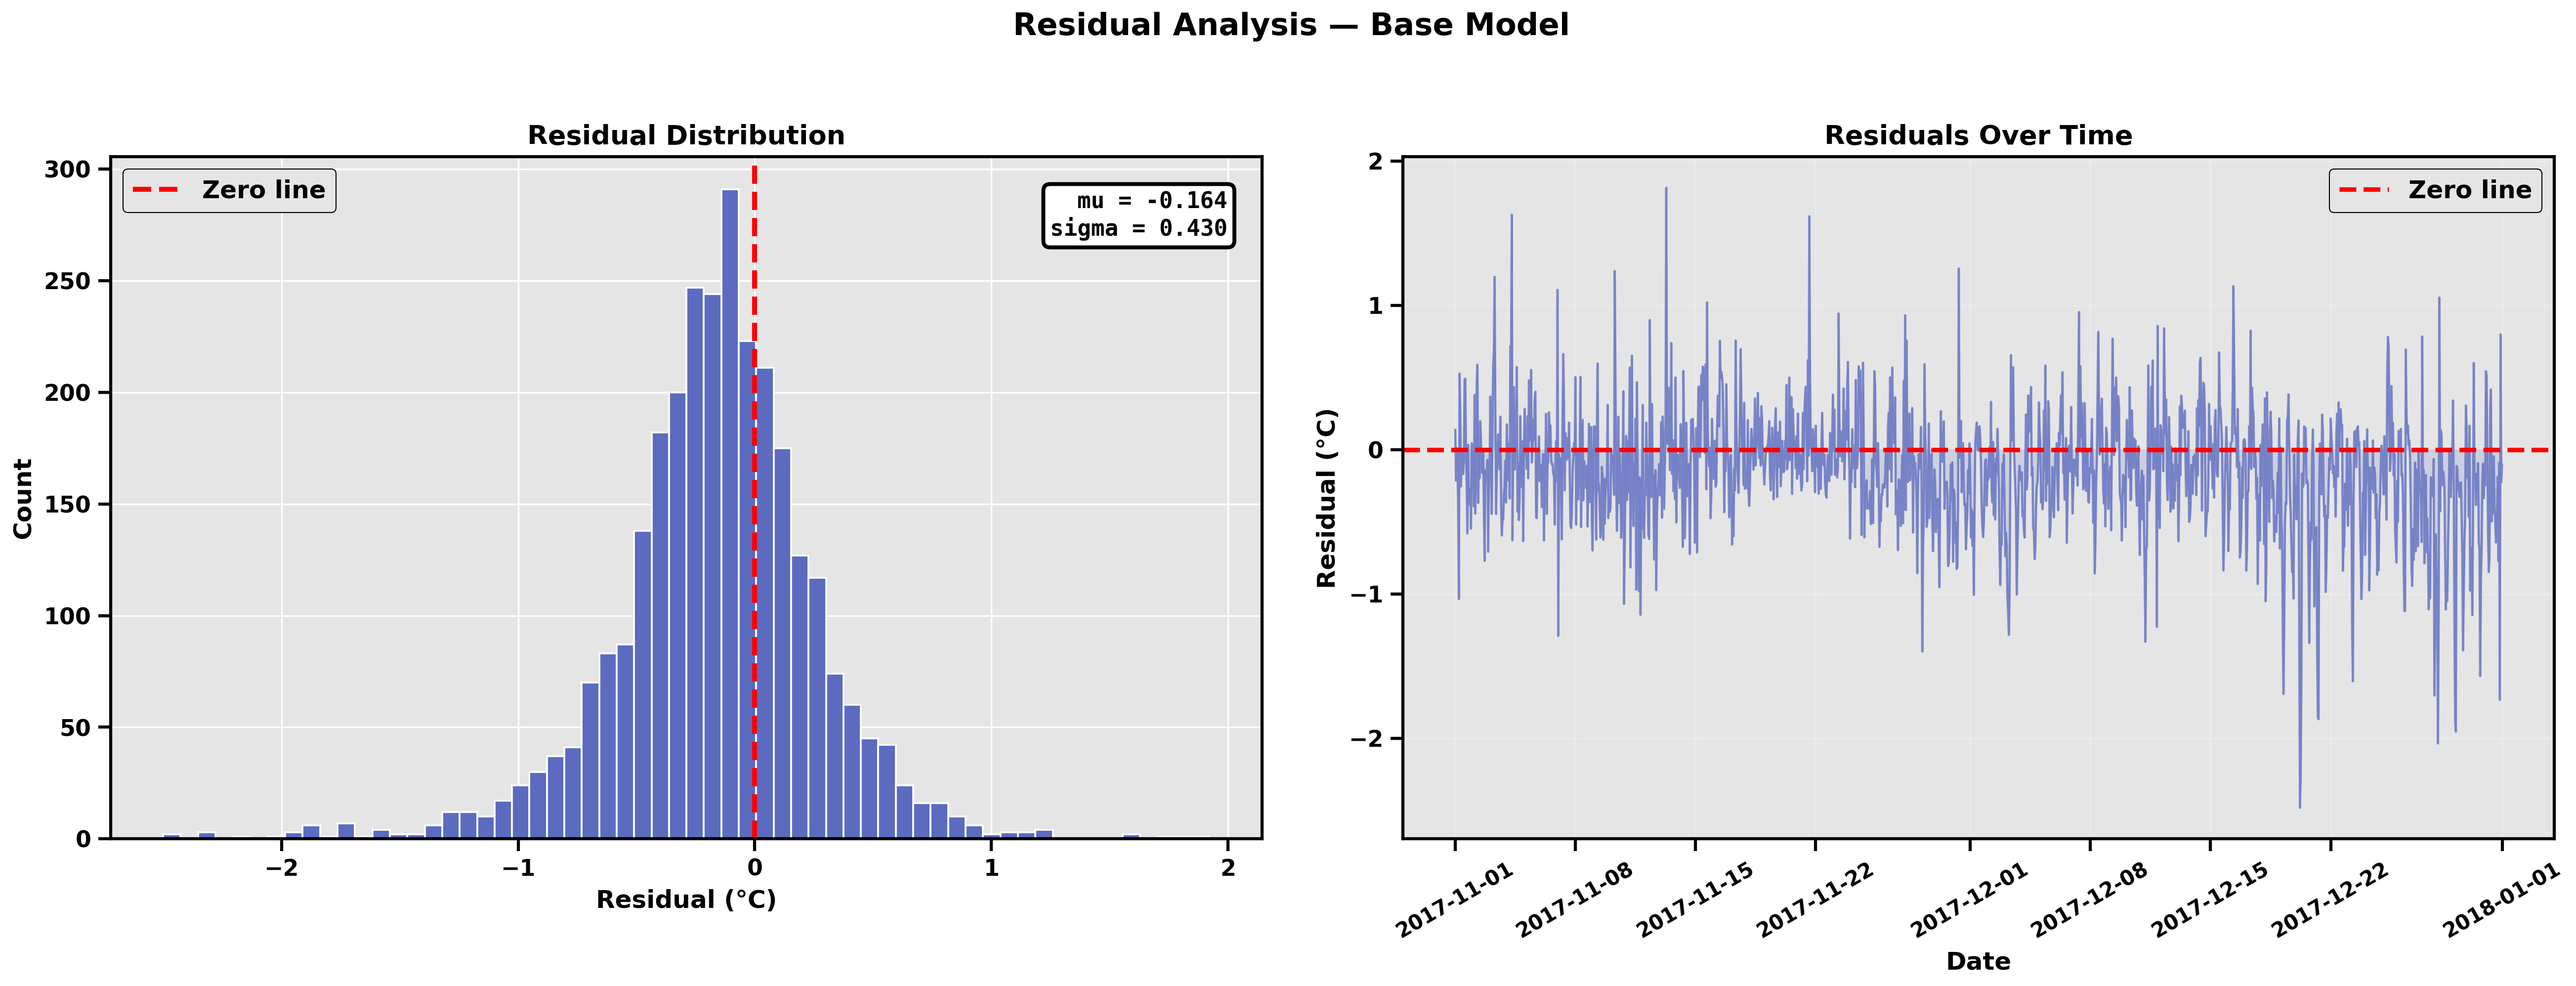 Residual Analysis — Base Model
Residual Distribution
Zero line
mu = -0.164
sigma = 0.430
300
250
200
150
100
50
0
Count
−2
−1
0
1
2
Residual (°C)
Residuals Over Time
Zero line
2
1
0
−1
−2
Residual (°C)
2017-11-01
2017-11-08
2017-11-15
2017-11-22
2017-12-01
2017-12-08
2017-12-15
2017-12-22
2018-01-01
Date